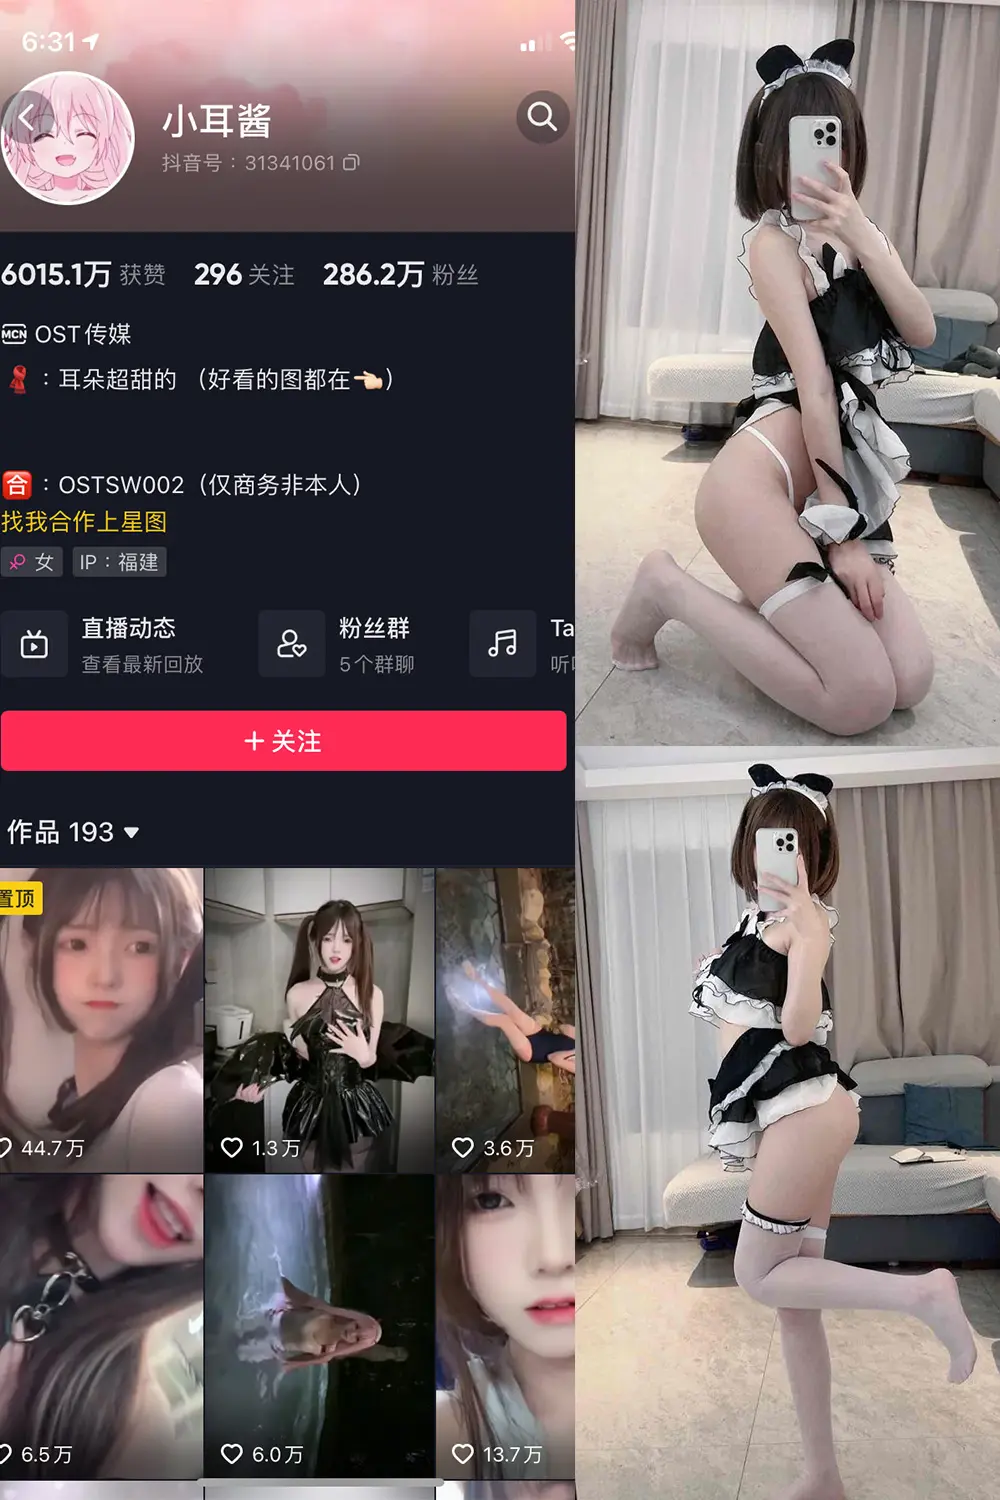 6:31
小耳酱
抖音号：31341061
6015.1万 获赞 296 关注 286.2万 粉丝
MCN OST传媒
：耳朵超甜的 （好看的图都在👈🏻）
合：OSTSW002（仅商务非本人）
找我合作上星图
女 IP：福建
直播动态
查看最新回放
粉丝群
5个群聊
Ta
听
＋关注
作品 193
置顶
44.7万
1.3万
3.6万
6.5万
6.0万
13.7万